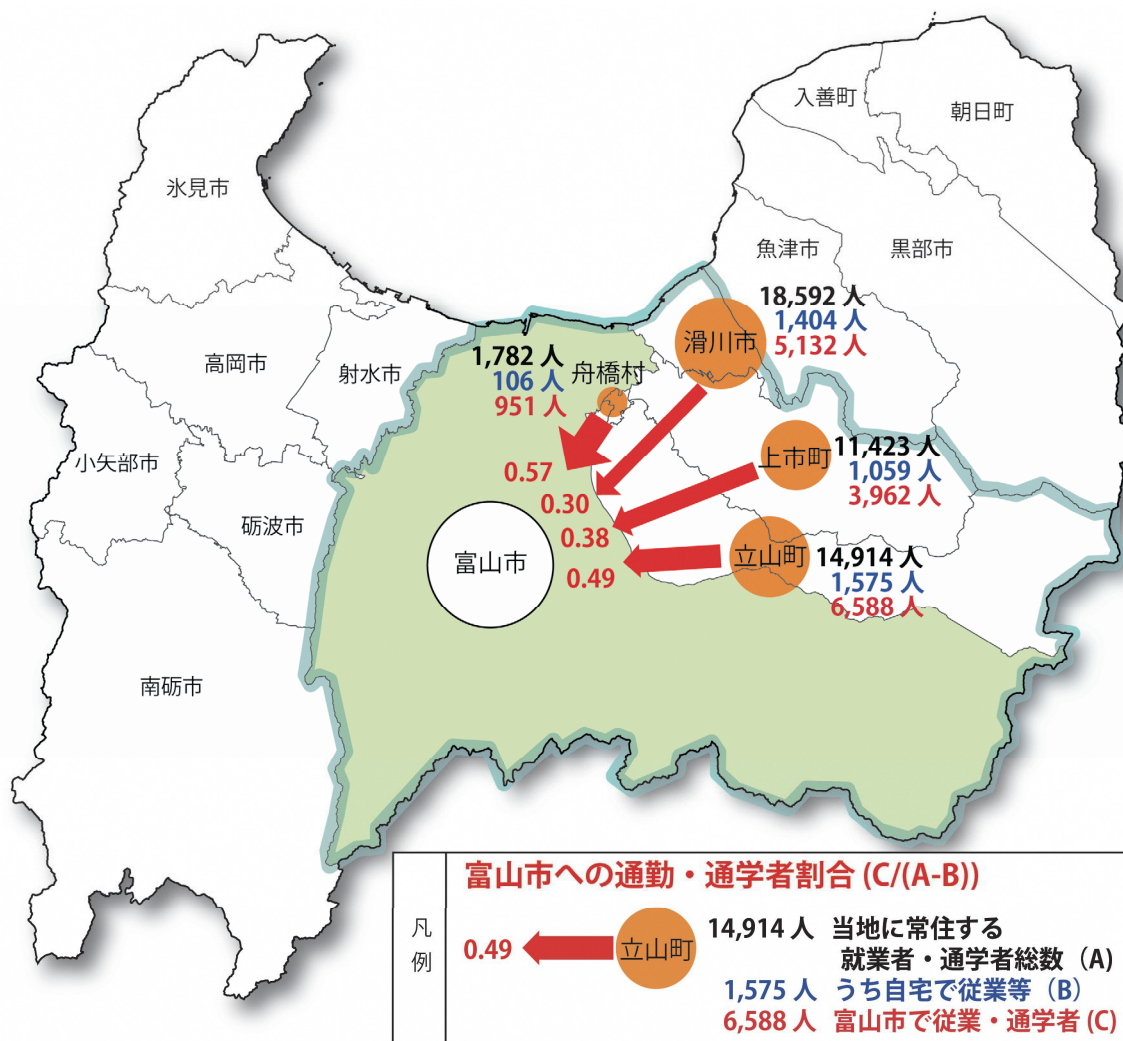 入善町
朝日町
氷見市
魚津市
黒部市
18,592 人
1,404 人
5,132 人
滑川市
高岡市
射水市
1,782 人
106 人
951 人
舟橋村
小矢部市
0.57
0.30
0.38
0.49
上市町
11,423 人
1,059 人
3,962 人
砺波市
富山市
立山町
14,914 人
1,575 人
6,588 人
南砺市
富山市への通勤・通学者割合 (C/(A-B))
凡
例
0.49
立山町
14,914 人 当地に常住する
就業者・通学者総数（A)
1,575 人 うち自宅で従業等（B）
6,588 人 富山市で従業・通学者 (C)